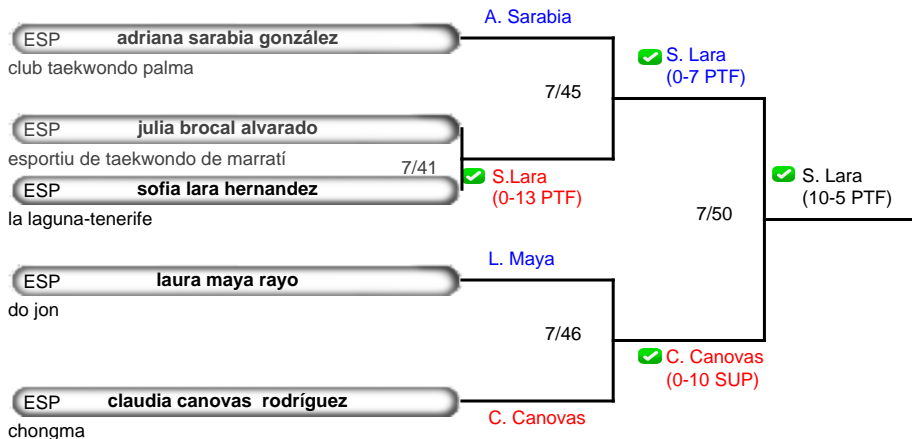 A. Sarabia
ESP adriana sarabia gonzález
club taekwondo palma
S. Lara
(0-7 PTF)
7/45
ESP julia brocal alvarado
esportiu de taekwondo de marratí
7/41
S.Lara
(0-13 PTF)
ESP sofia lara hernandez
la laguna-tenerife
S. Lara
(10-5 PTF)
7/50
L. Maya
ESP laura maya rayo
do jon
7/46
C. Canovas
(0-10 SUP)
ESP claudia canovas rodríguez
C. Canovas
chongma